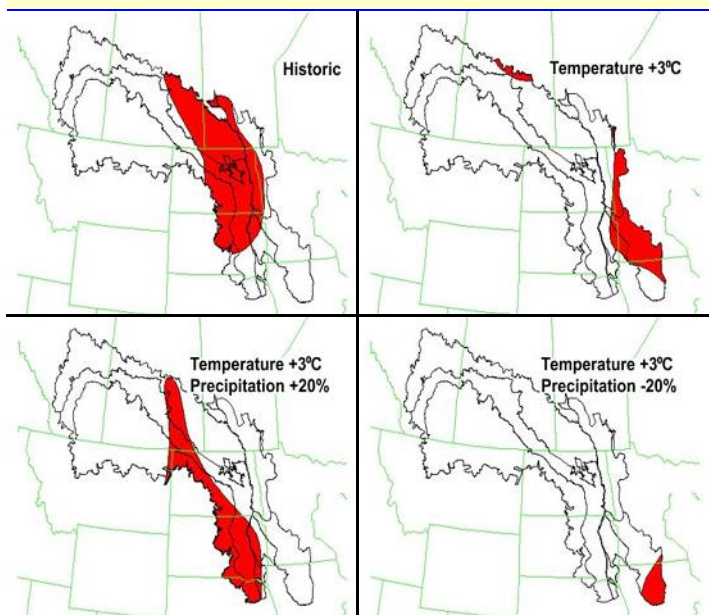 Historic
Temperature +3ºC
Temperature +3ºC
Precipitation +20%
Temperature +3ºC
Precipitation -20%